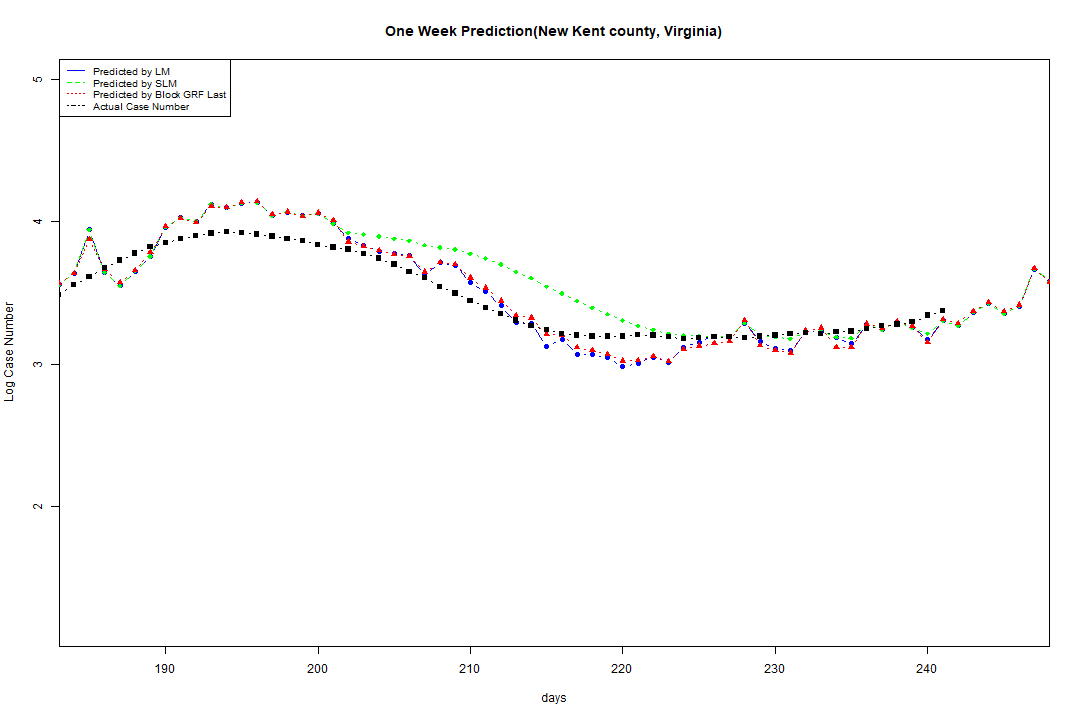 One Week Prediction(New Kent county, Virginia)
Predicted by LM
Predicted by SLM
Predicted by Block GRF Last
Actual Case Number
5
4
3
2
Log Case Number
190 200 210 220 230 240
days